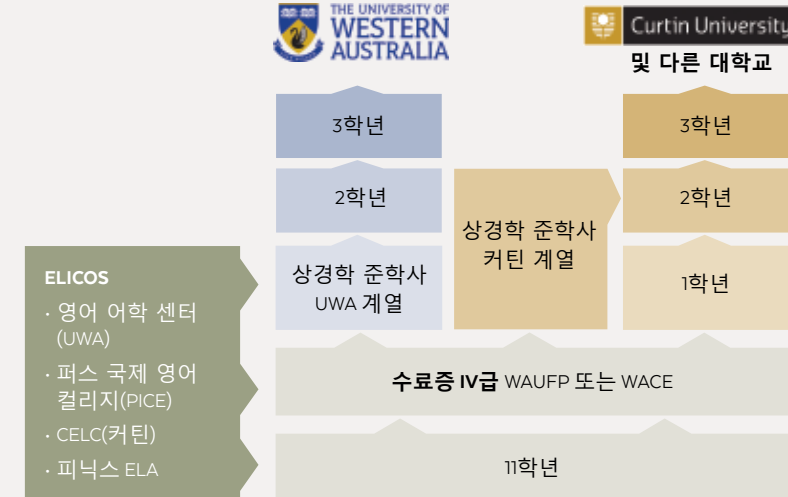 THE UNIVERSITY OF
WESTERN
AUSTRALIA
Curtin University
및 다른 대학교
3학년
3학년
2학년
2학년
상경학 준학사
커틴 계열
ELICOS
· 영어 어학 센터
(UWA)
· 퍼스 국제 영어
컬리지(PICE)
· CELC(커틴)
· 피닉스 ELA
상경학 준학사
UWA 계열
1학년
수료증 IV급 WAUFP 또는 WACE
11학년